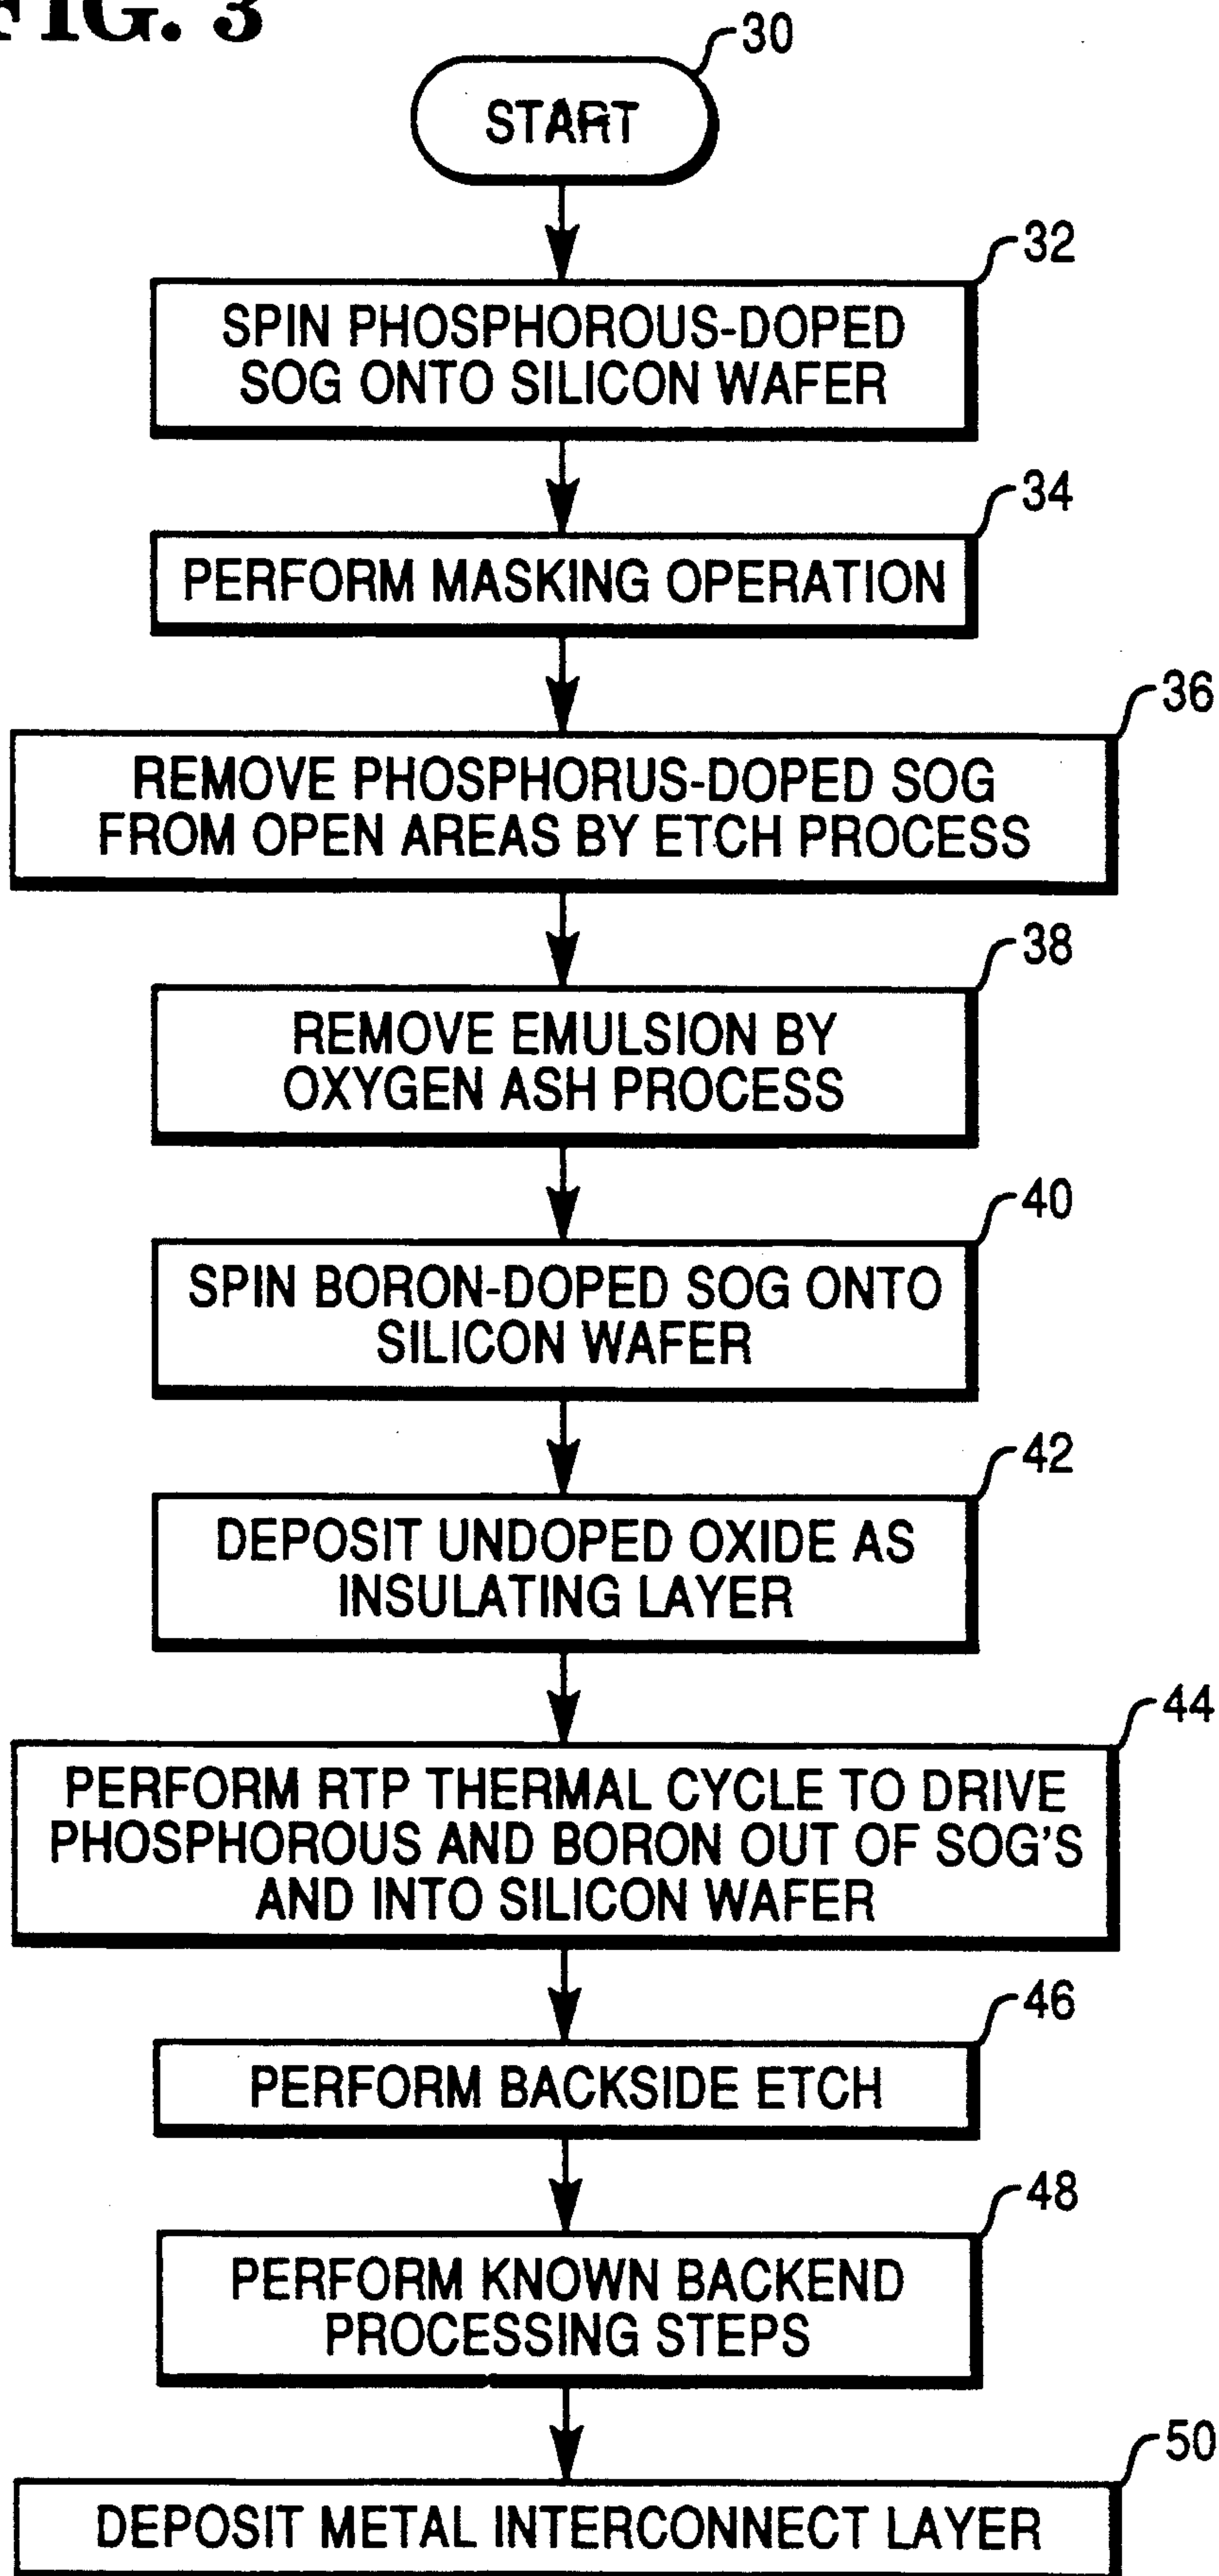 FIG. 3
30
START
32
SPIN PHOSPHOROUS-DOPED
SOG ONTO SILICON WAFER
34
PERFORM MASKING OPERATION
36
REMOVE PHOSPHORUS-DOPED SOG
FROM OPEN AREAS BY ETCH PROCESS
38
REMOVE EMULSION BY
OXYGEN ASH PROCESS
40
SPIN BORON-DOPED SOG ONTO
SILICON WAFER
42
DEPOSIT UNDOPED OXIDE AS
INSULATING LAYER
44
PERFORM RTP THERMAL CYCLE TO DRIVE
PHOSPHOROUS AND BORON OUT OF SOG'S
AND INTO SILICON WAFER
46
PERFORM BACKSIDE ETCH
48
PERFORM KNOWN BACKEND
PROCESSING STEPS
50
DEPOSIT METAL INTERCONNECT LAYER